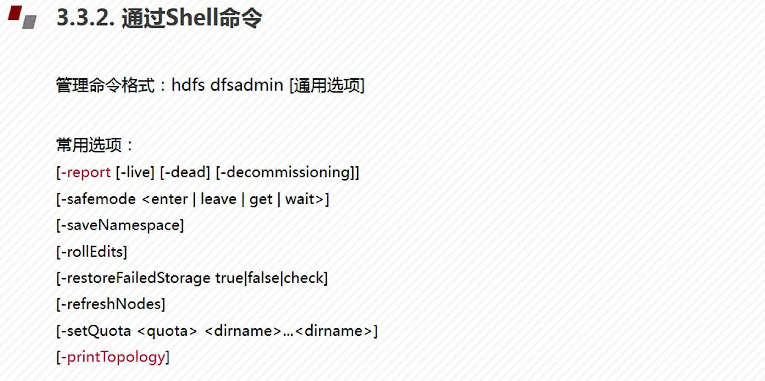 3.3.2. 通过Shell命令
管理命令格式：hdfs dfsadmin [通用选项]
常用选项：
[-report [-live] [-dead] [-decommissioning]]
[-safemode <enter | leave | get | wait>]
[-saveNamespace]
[-rollEdits]
[-restoreFailedStorage true|false|check]
[-refreshNodes]
[-setQuota <quota> <dirname>...<dirname>]
[-printTopology]